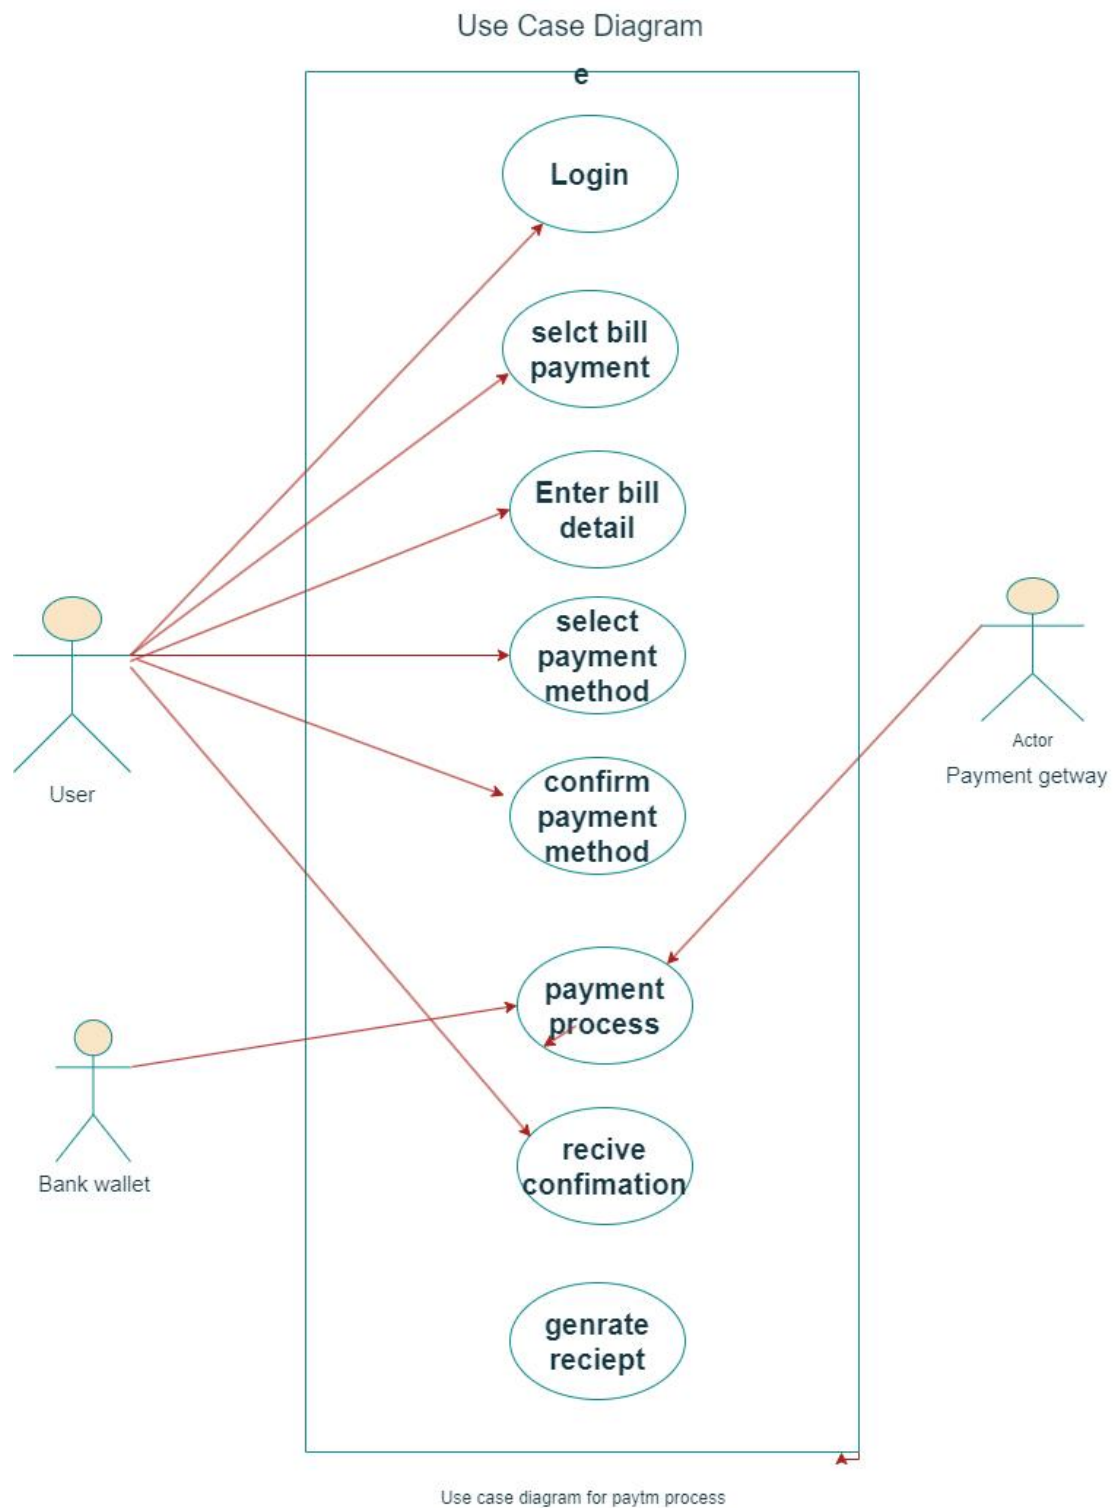 Use Case Diagram
e
Login
selct bill
payment
Enter bill
detail
select
payment
method
User
Actor
Payment getway
confirm
payment
method
payment
process
Bank wallet
recive
confimation
genrate
reciept
Use case diagram for paytm process